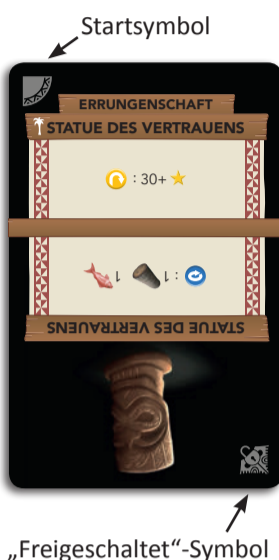 Startsymbol
ERRUNGENSCHAFT
STATUE DES VERTRAUENS
: 30+
1 1 :
STATUE DES VERTRAUENS
„Freigeschaltet“-Symbol